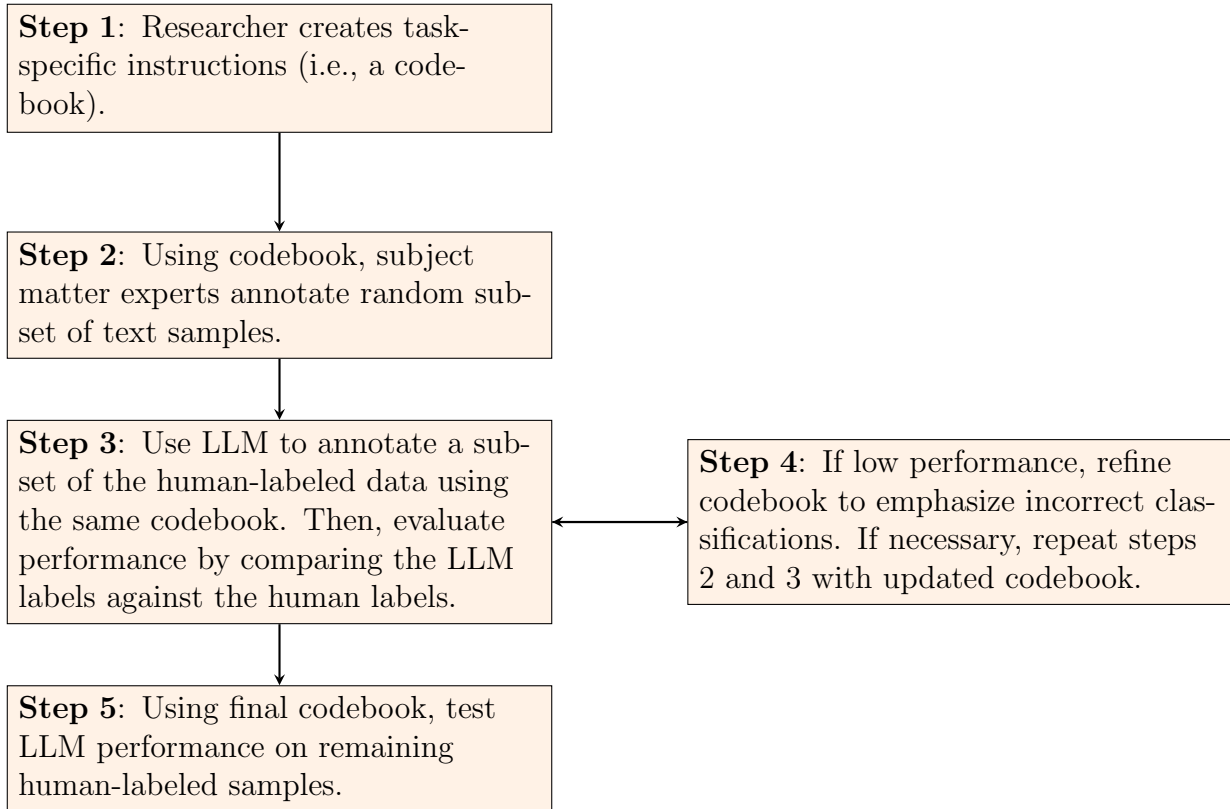 Step 1: Researcher creates task-
specific instructions (i.e., a code-
book).
Step 2: Using codebook, subject
matter experts annotate random sub-
set of text samples.
Step 3: Use LLM to annotate a sub-
set of the human-labeled data using
the same codebook. Then, evaluate
performance by comparing the LLM
labels against the human labels.
Step 4: If low performance, refine
codebook to emphasize incorrect clas-
sifications. If necessary, repeat steps
2 and 3 with updated codebook.
Step 5: Using final codebook, test
LLM performance on remaining
human-labeled samples.